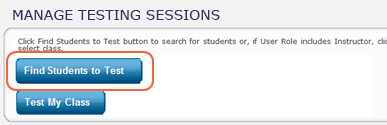 MANAGE TESTING SESSIONS
Click Find Students to Test button to search for students or, if User Role includes Instructor, clic
select class.
Find Students to Test
Test My Class